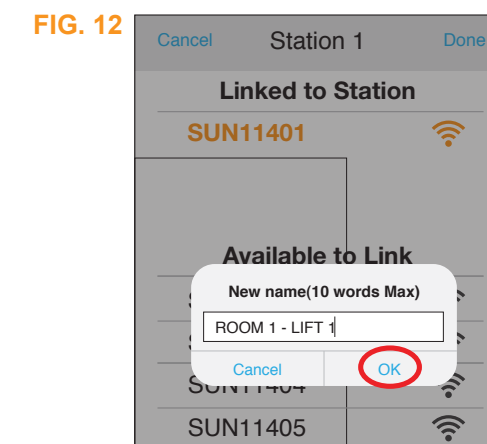 FIG. 12
Cancel Station 1 Done
Linked to Station
SUN11401
Available to Link
New name(10 words Max)
ROOM 1 - LIFT 1
Cancel OK
SUN11404
SUN11405